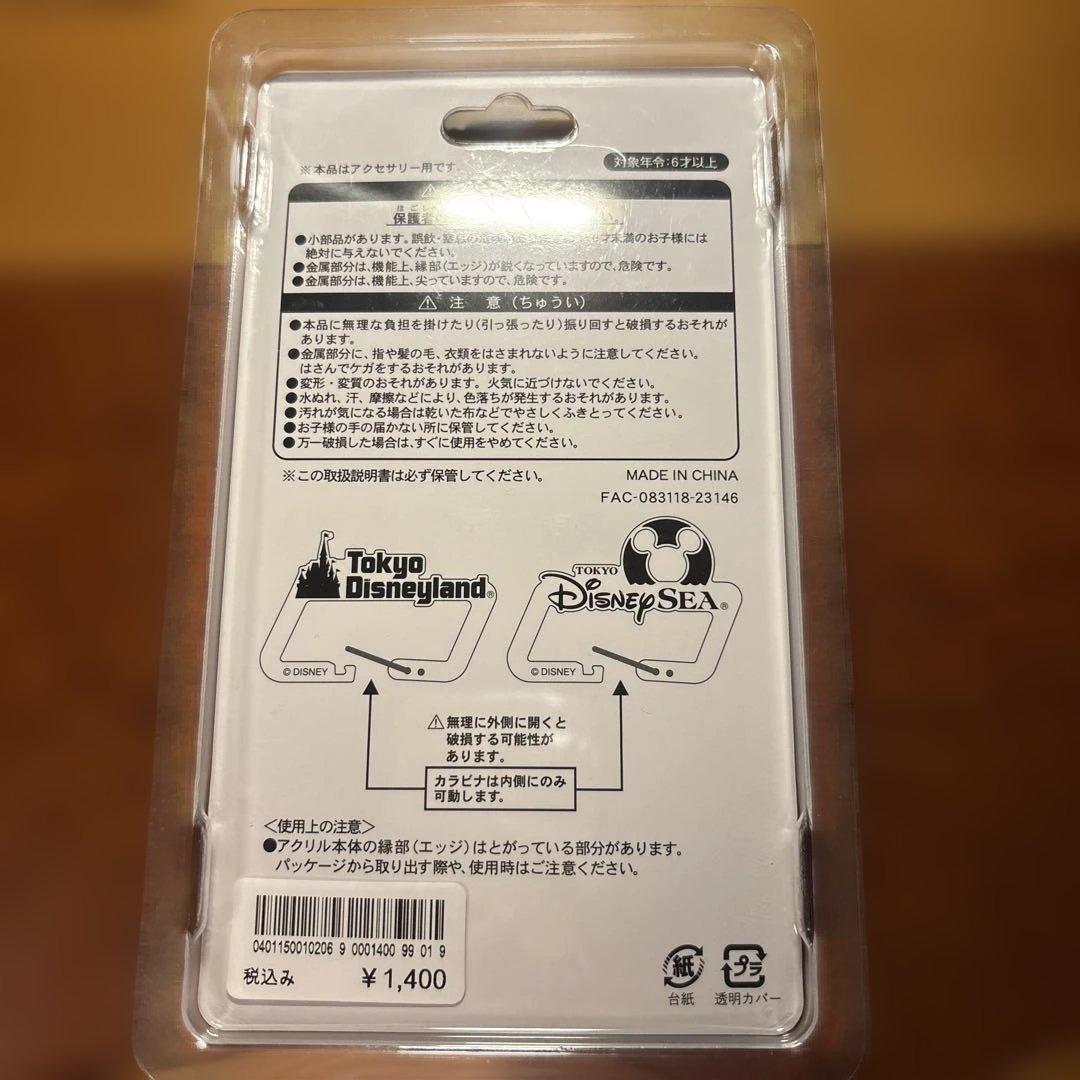 ※本品はアクセサリー用です。
対象年令:6才以上
⚠
ほごし
保護者 い。
●小部品があります。誤飲・窒息の危険 未満のお子様には
絶対に与えないでください。
●金属部分は、機能上、縁部(エッジ)が鋭くなっていますので、危険です。
●金属部分は、機能上、尖っていますので、危険です。
⚠ 注 意(ちゅうい)
●本品に無理な負担を掛けたり(引っ張ったり)振り回すと破損するおそれが
あります。
●金属部分に、指や髪の毛、衣類をはさまれないように注意してください。
はさんでケガをするおそれがあります。
●変形・変質のおそれがあります。火気に近づけないでください。
●水ぬれ、汗、摩擦などにより、色落ちが発生するおそれがあります。
●汚れが気になる場合は乾いた布などでやさしくふきとってください。
●お子様の手の届かない所に保管してください。
●万一破損した場合は、すぐに使用をやめてください。
※この取扱説明書は必ず保管してください。
MADE IN CHINA
FAC-083118-23146
Tokyo
Disneyland®
© DISNEY
TOKYO
DISNEYSEA®
© DISNEY
⚠無理に外側に開くと
破損する可能性が
あります。
カラビナは内側にのみ
可動します。
<使用上の注意>
●アクリル本体の縁部(エッジ)はとがっている部分があります。
パッケージから取り出す際や、使用時はご注意ください。
0401150010206 9 0001400 99 01 9
税込み ¥1,400
紙
台紙
プラ
透明カバー